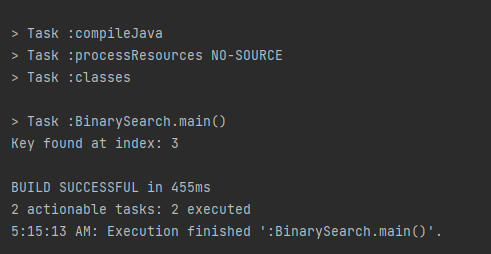 > Task :compileJava
> Task :processResources NO-SOURCE
> Task :classes
> Task :BinarySearch.main()
Key found at index: 3
BUILD SUCCESSFUL in 455ms
2 actionable tasks: 2 executed
5:15:13 AM: Execution finished ':BinarySearch.main()'.